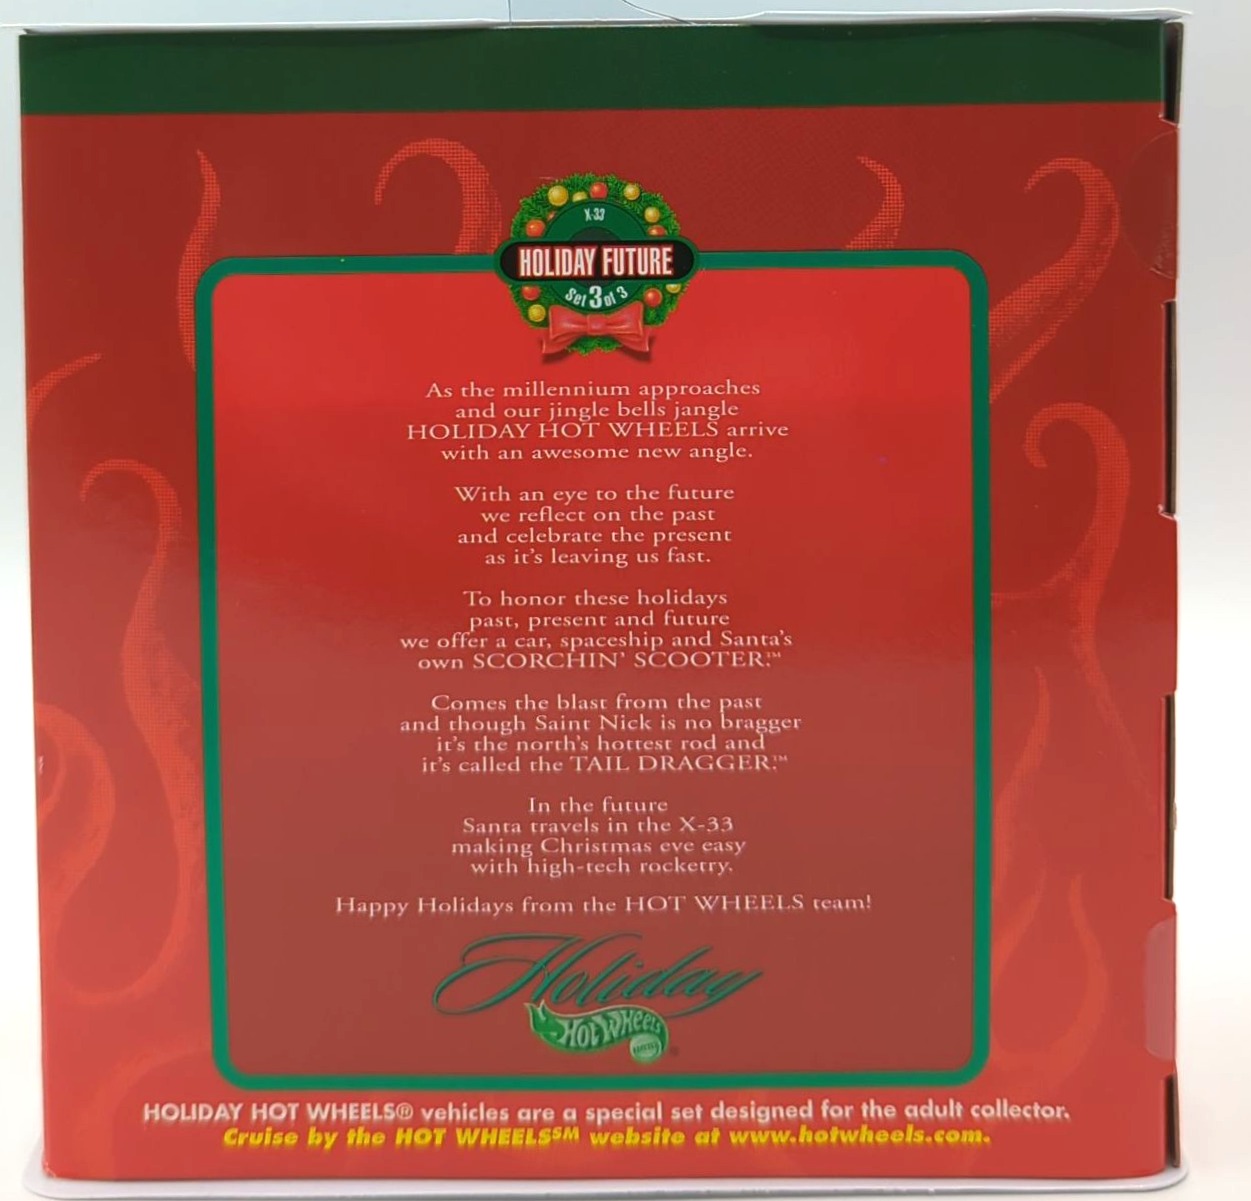 X-33
HOLIDAY FUTURE
Set 3 of 3
As the millennium approaches
and our jingle bells jangle
HOLIDAY HOT WHEELS arrive
with an awesome new angle.
With an eye to the future
we reflect on the past
and celebrate the present
as it's leaving us fast.
To honor these holidays
past, present and future
we offer a car, spaceship and Santa's
own SCORCHIN' SCOOTER.™
Comes the blast from the past
and though Saint Nick is no bragger
it's the north's hottest rod and
it's called the TAIL DRAGGER.™
In the future
Santa travels in the X-33
making Christmas eve easy
with high-tech rocketry.
Happy Holidays from the HOT WHEELS team!
Holiday
Hot Wheels
MATTEL
®
HOLIDAY HOT WHEELS® vehicles are a special set designed for the adult collector.
Cruise by the HOT WHEELS℠ website at www.hotwheels.com.